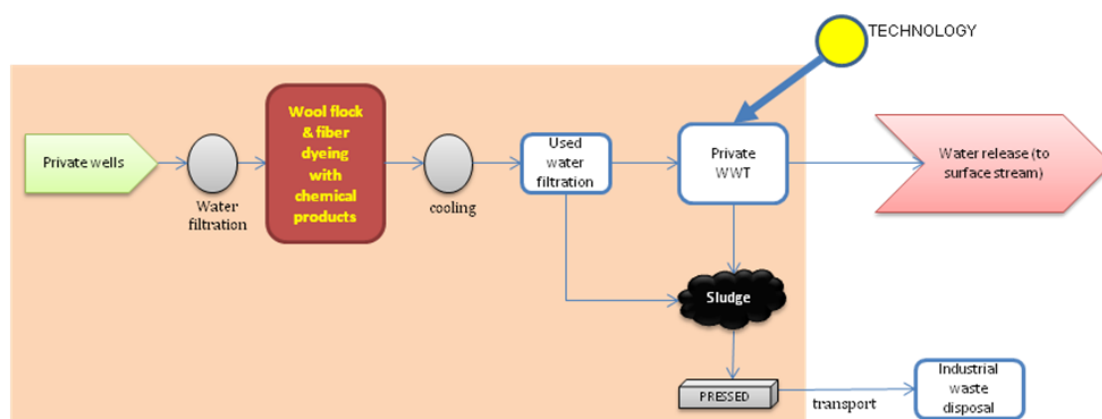 TECHNOLOGY
Private wells
Water
filtration
Wool flock
& fiber
dyeing
with
chemical
products
cooling
Used
water
filtration
Private
WWT
Water release (to
surface stream)
Sludge
PRESSED
transport
Industrial
waste
disposal